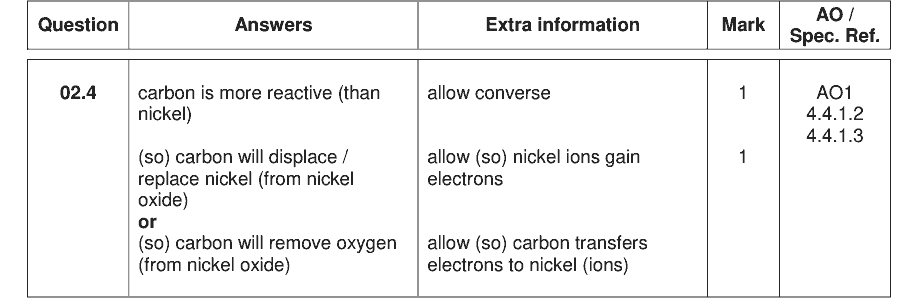 Question Answers Extra information Mark AO /
Spec. Ref.
02.4 carbon is more reactive (than allow converse 1 AO1
nickel) 4.4.1.2
4.4.1.3
(so) carbon will displace / allow (so) nickel ions gain 1
replace nickel (from nickel electrons
oxide)
or
(so) carbon will remove oxygen allow (so) carbon transfers
(from nickel oxide) electrons to nickel (ions)